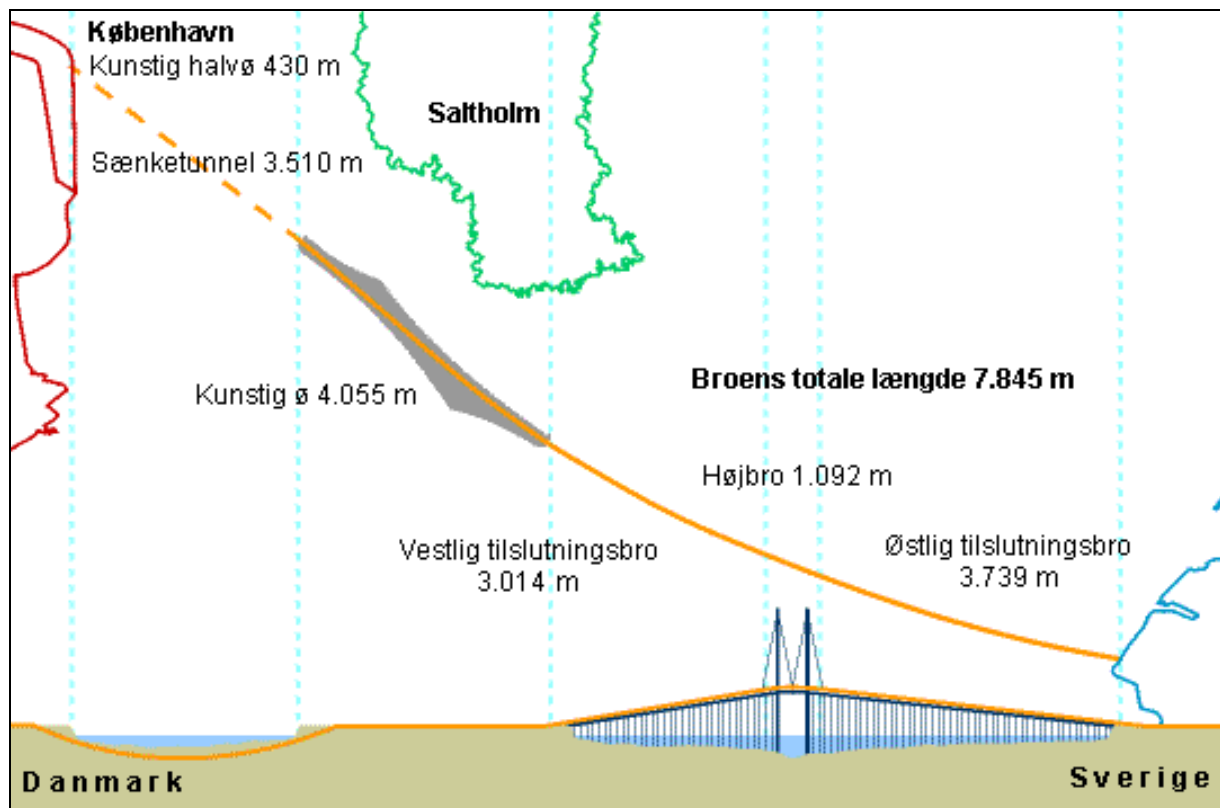 København
Kunstig halvø 430 m
Saltholm
Sænketunnel 3.510 m
Broens totale længde 7.845 m
Kunstig ø 4.055 m
Højbro 1.092 m
Vestlig tilslutningsbro
3.014 m
Østlig tilslutningsbro
3.739 m
Danmark
Sverige